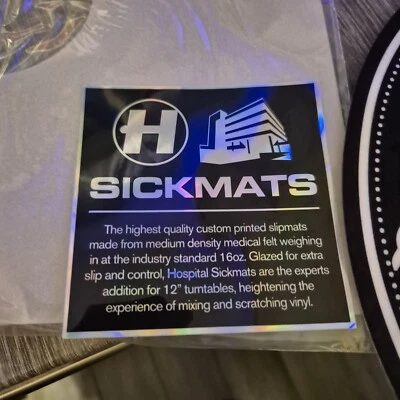 H
SICKMATS
The highest quality custom printed slipmats
made from medium density medical felt weighing
in at the industry standard 16oz. Glazed for extra
slip and control, Hospital Sickmats are the experts
addition for 12" turntables, heightening the
experience of mixing and scratching vinyl.